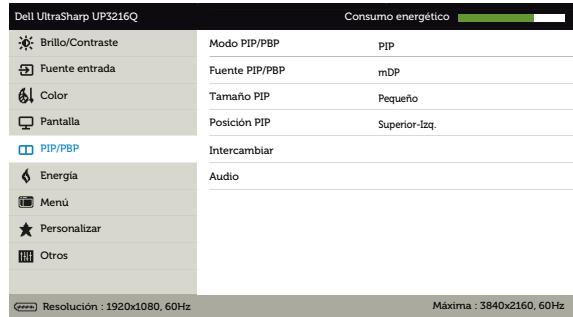 Dell UltraSharp UP3216Q Consumo energético
Brillo/Contraste
Fuente entrada
Color
Pantalla
PIP/PBP
Energía
Menú
Personalizar
Otros
Modo PIP/PBP PIP
Fuente PIP/PBP mDP
Tamaño PIP Pequeño
Posición PIP Superior-Izq.
Intercambiar
Audio
Resolución : 1920x1080, 60Hz Máxima : 3840x2160, 60Hz